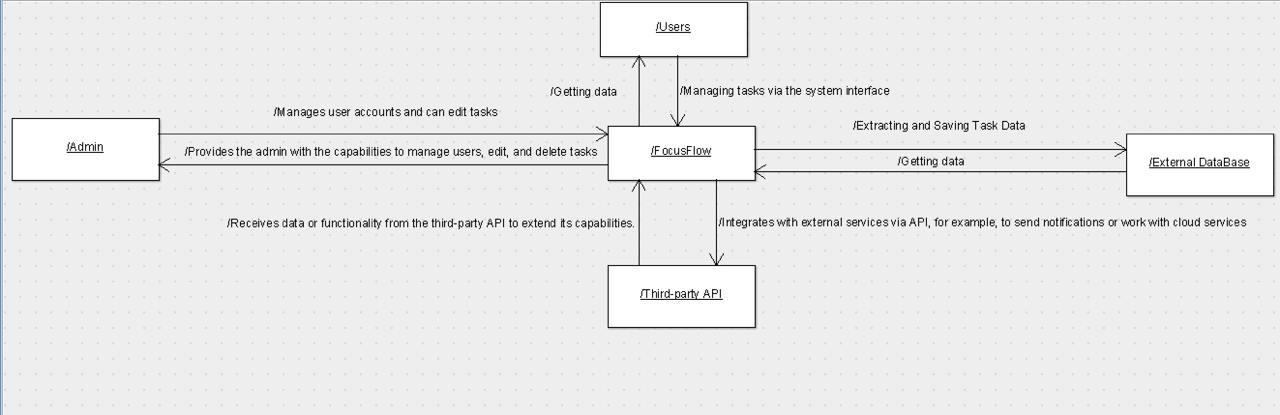 /Users
/Getting data
/Managing tasks via the system interface
/Manages user accounts and can edit tasks
/Extracting and Saving Task Data
/Admin
/Provides the admin with the capabilities to manage users, edit, and delete tasks
/FocusFlow
/Getting data
/External DataBase
/Receives data or functionality from the third-party API to extend its capabilities.
/Integrates with external services via API, for example, to send notifications or work with cloud services
/Third-party API